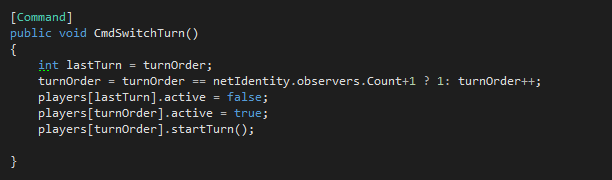 [Command]
public void CmdSwitchTurn()
{
int lastTurn = turnOrder;
turnOrder = turnOrder == netIdentity.observers.Count+1 ? 1: turnOrder++;
players[lastTurn].active = false;
players[turnOrder].active = true;
players[turnOrder].startTurn();
}